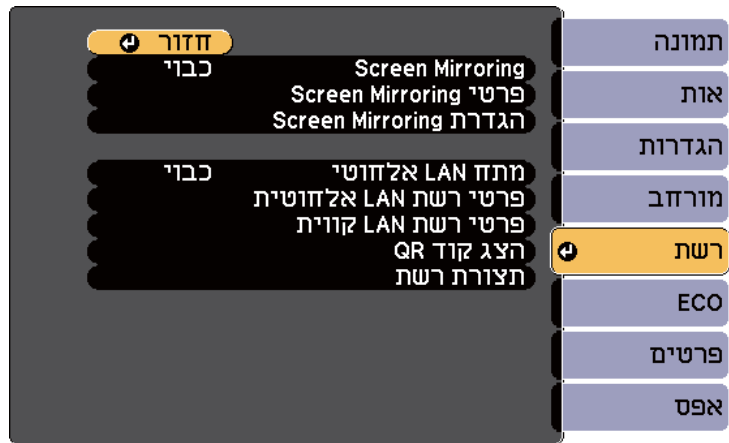 חזור
Screen Mirroring כבוי
פרטי Screen Mirroring
הגדרת Screen Mirroring
מתח LAN אלחוטי כבוי
פרטי רשת LAN אלחוטית
פרטי רשת LAN קווית
הצג קוד QR
תצורת רשת
תמונה
אות
הגדרות
מורחב
רשת
ECO
פרטים
אפס